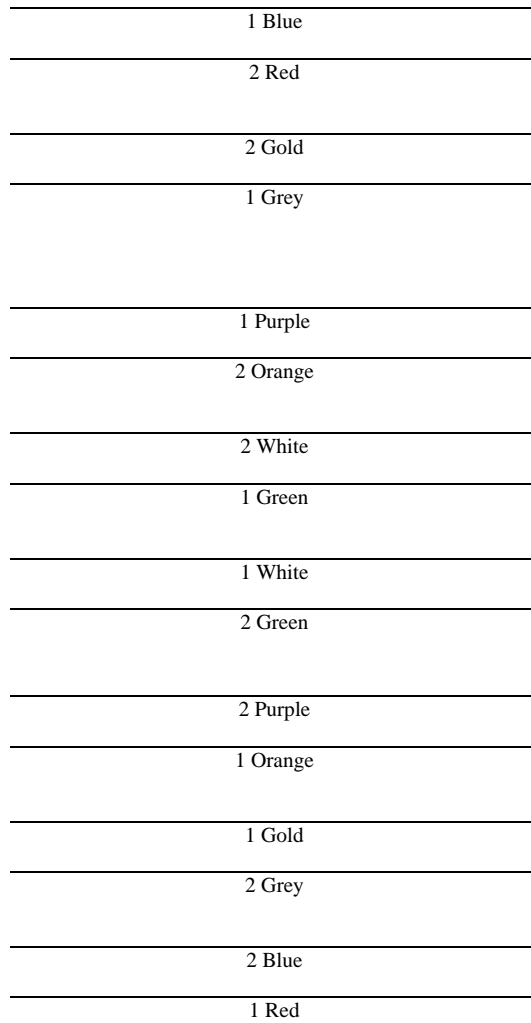 1 Blue
2 Red
2 Gold
1 Grey
1 Purple
2 Orange
2 White
1 Green
1 White
2 Green
2 Purple
1 Orange
1 Gold
2 Grey
2 Blue
1 Red